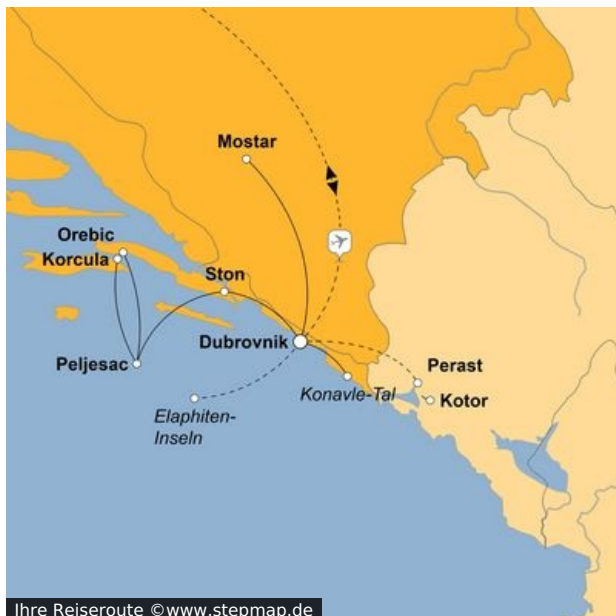 Mostar
Orebic
Korcula
Ston
Dubrovnik
Peljesac
Perast
Konavle-Tal
Kotor
Elaphiten-
Inseln
Ihre Reiseroute ©www.stepmap.de